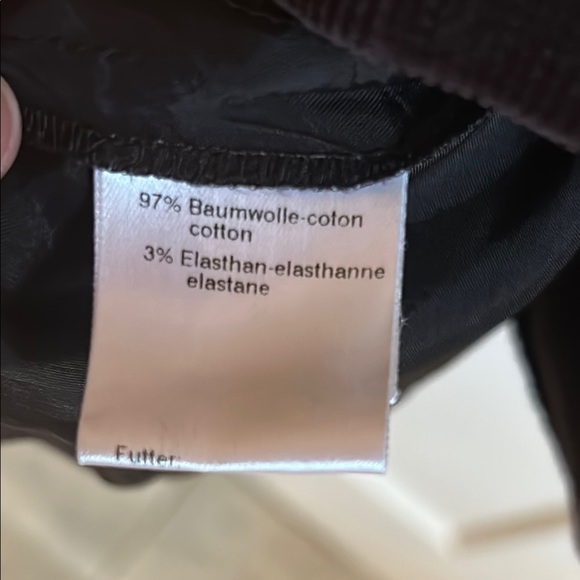 97% Baumwolle-coton
cotton
3% Elasthan-elasthanne
elastane
Futter: